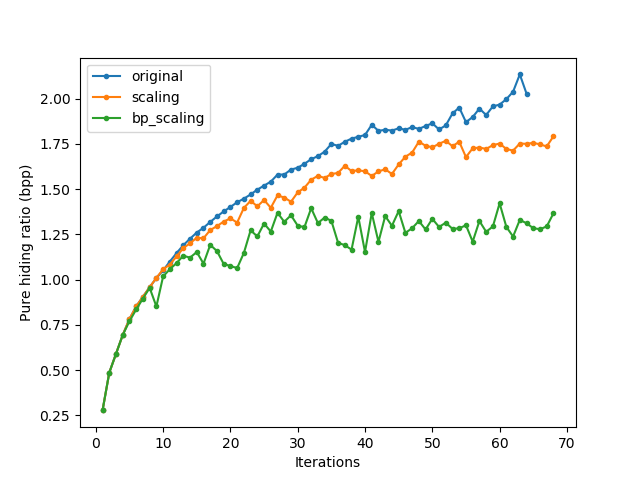 original
scaling
bp_scaling
Pure hiding ratio (bpp)
2.00
1.75
1.50
1.25
1.00
0.75
0.50
0.25
0 10 20 30 40 50 60 70
Iterations